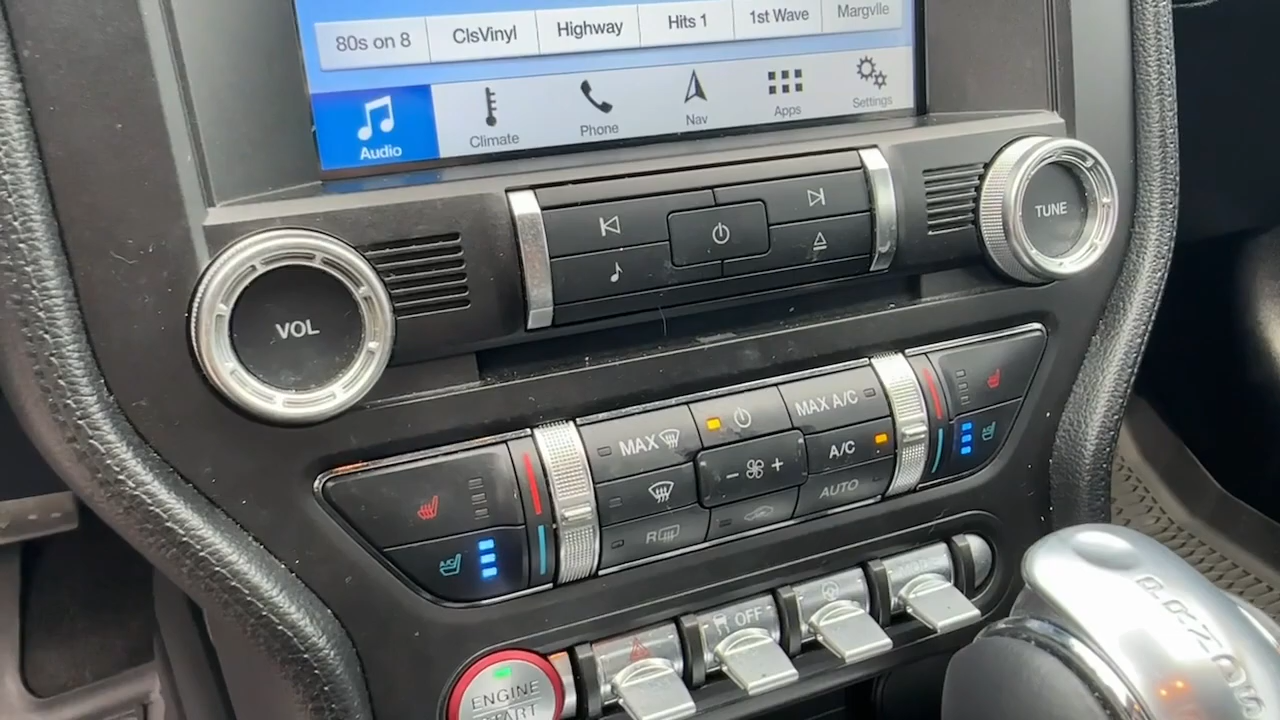 80s on 8
ClsVinyl
Highway
Hits 1
1st Wave
Margvlle
Audio
Climate
Phone
Nav
Apps
Settings
VOL
TUNE
MAX
MAX A/C
A/C
AUTO
R
A/C
A/C
OFF
ENGINE
START